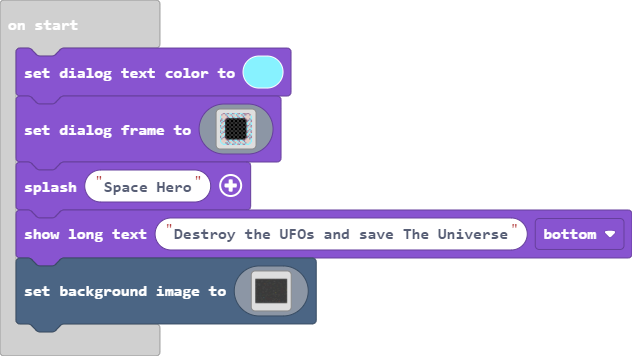 on start
set dialog text color to
set dialog frame to
splash "Space Hero"
show long text "Destroy the UFOs and save The Universe" bottom
set background image to